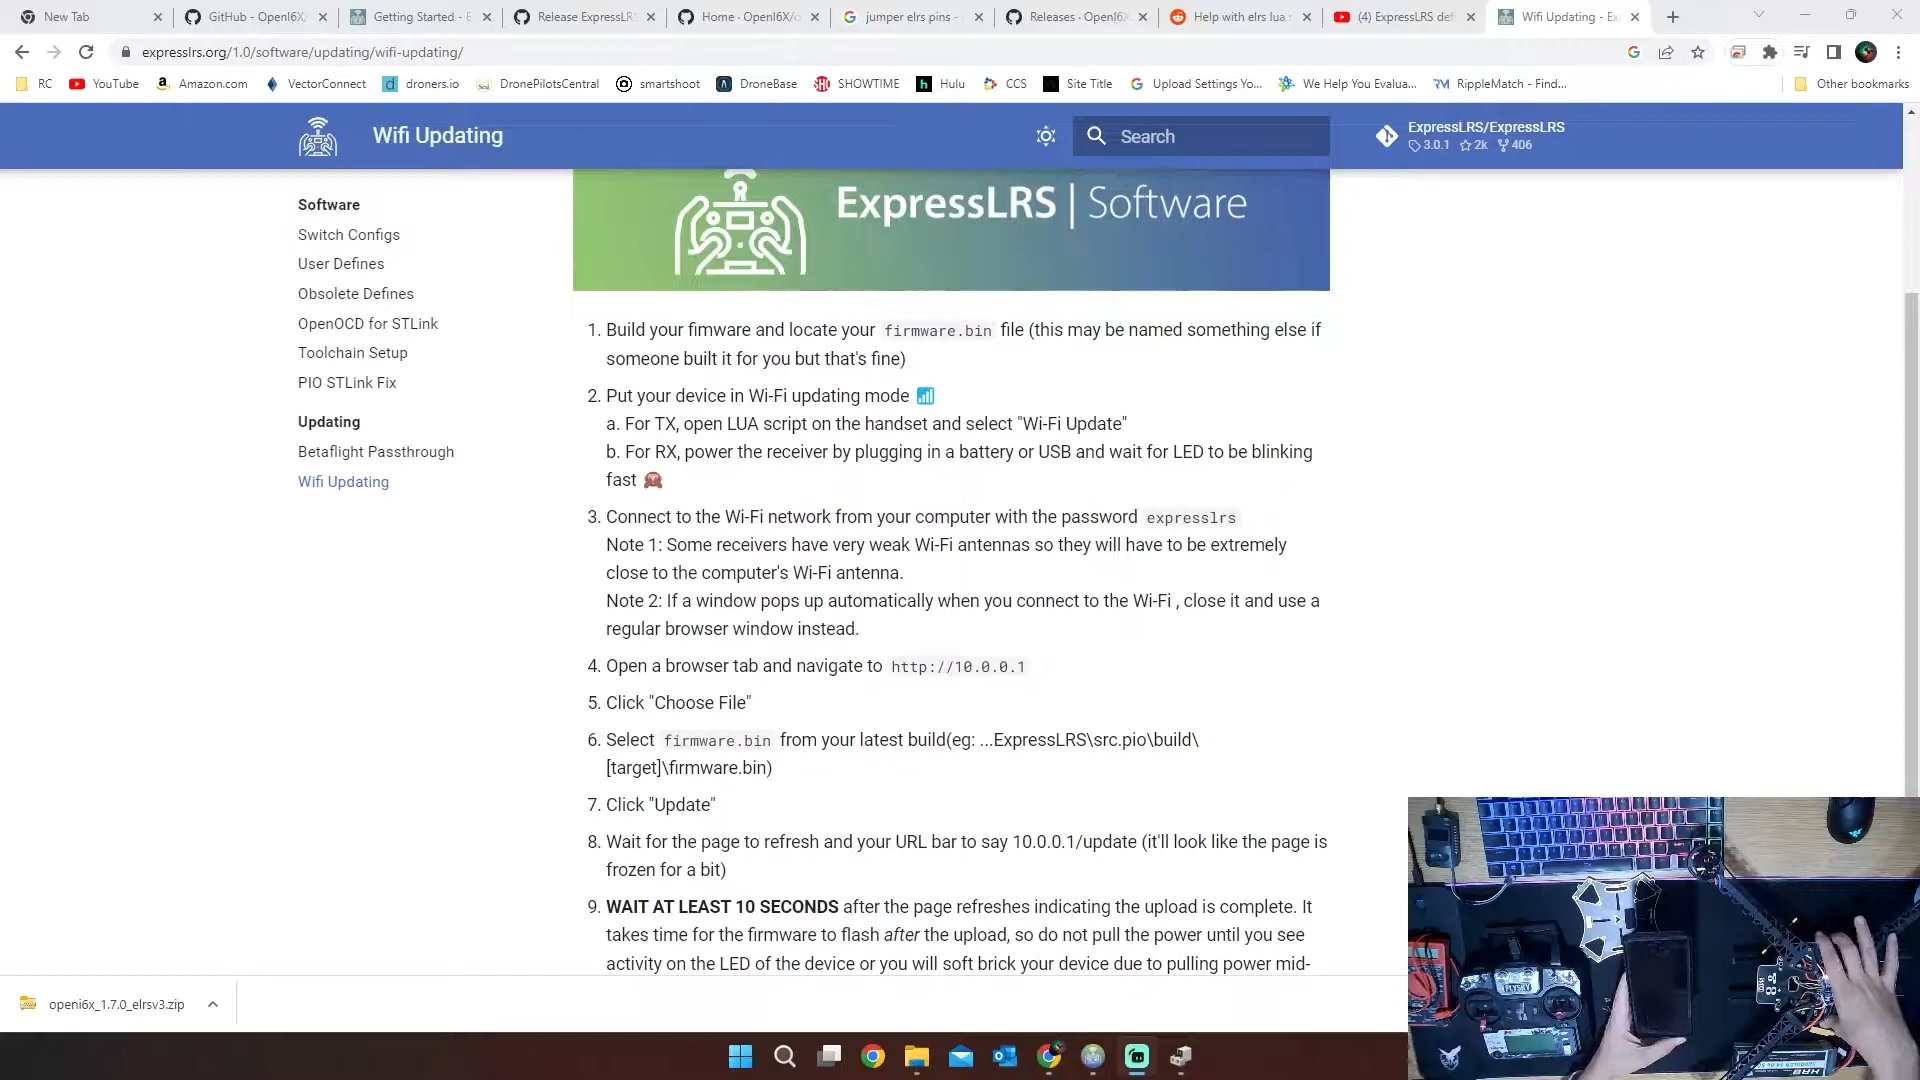 New Tab
GitHub - OpenI6X/
Getting Started - E
Release ExpressLRS
Home · OpenI6X/o
jumper elrs pins -
Releases · OpenI6X
Help with elrs lua s
(4) ExpressLRS def
Wifi Updating - Ex
expresslrs.org/1.0/software/updating/wifi-updating/
RC
YouTube
Amazon.com
VectorConnect
droners.io
DronePilotsCentral
smartshoot
DroneBase
SHOWTIME
Hulu
CCS
Site Title
Upload Settings Yo...
We Help You Evalua...
RippleMatch - Find...
Other bookmarks
Wifi Updating
Search
ExpressLRS/ExpressLRS
3.0.1 2k 406
Software
Switch Configs
User Defines
Obsolete Defines
OpenOCD for STLink
Toolchain Setup
PIO STLink Fix
Updating
Betaflight Passthrough
Wifi Updating
ExpressLRS | Software
1. Build your fimware and locate your firmware.bin file (this may be named something else if
someone built it for you but that's fine)
2. Put your device in Wi-Fi updating mode
a. For TX, open LUA script on the handset and select "Wi-Fi Update"
b. For RX, power the receiver by plugging in a battery or USB and wait for LED to be blinking
fast
3. Connect to the Wi-Fi network from your computer with the password expresslrs
Note 1: Some receivers have very weak Wi-Fi antennas so they will have to be extremely
close to the computer's Wi-Fi antenna.
Note 2: If a window pops up automatically when you connect to the Wi-Fi , close it and use a
regular browser window instead.
4. Open a browser tab and navigate to http://10.0.0.1
5. Click "Choose File"
6. Select firmware.bin from your latest build(eg: ...ExpressLRS\src.pio\build\
[target]\firmware.bin)
7. Click "Update"
8. Wait for the page to refresh and your URL bar to say 10.0.0.1/update (it'll look like the page is
frozen for a bit)
9. WAIT AT LEAST 10 SECONDS after the page refreshes indicating the upload is complete. It
takes time for the firmware to flash after the upload, so do not pull the power until you see
activity on the LED of the device or you will soft brick your device due to pulling power mid-
openi6x_1.7.0_elrsv3.zip
FLYSKY
HRB